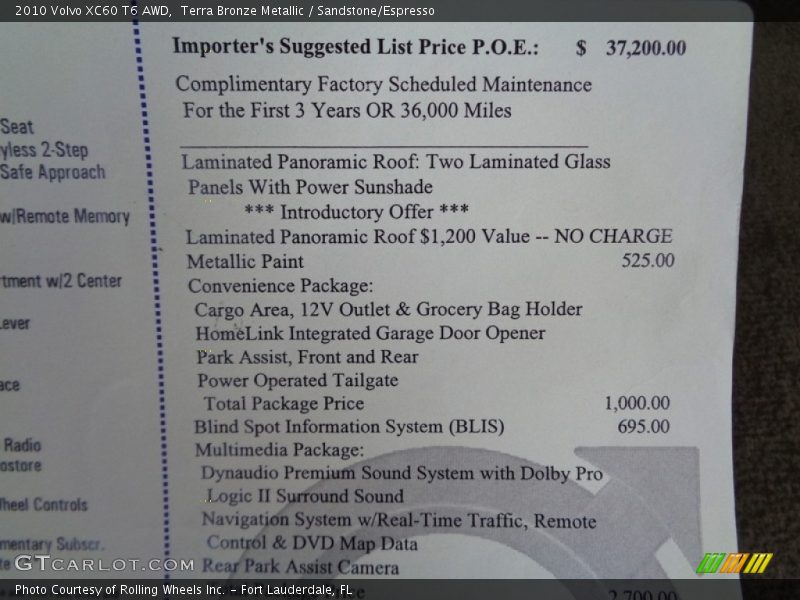 2010 Volvo XC60 T6 AWD, Terra Bronze Metallic / Sandstone/Espresso
Importer's Suggested List Price P.O.E.: $ 37,200.00
Complimentary Factory Scheduled Maintenance
For the First 3 Years OR 36,000 Miles
Seat
yless 2-Step
Safe Approach
w/Remote Memory
rtment w/2 Center
Lever
ace
Radio
ostore
heel Controls
mentary Subscr.
Laminated Panoramic Roof: Two Laminated Glass
Panels With Power Sunshade
*** Introductory Offer ***
Laminated Panoramic Roof $1,200 Value -- NO CHARGE
Metallic Paint 525.00
Convenience Package:
Cargo Area, 12V Outlet & Grocery Bag Holder
HomeLink Integrated Garage Door Opener
Park Assist, Front and Rear
Power Operated Tailgate
Total Package Price 1,000.00
Blind Spot Information System (BLIS) 695.00
Multimedia Package:
Dynaudio Premium Sound System with Dolby Pro
Logic II Surround Sound
Navigation System w/Real-Time Traffic, Remote
Control & DVD Map Data
Rear Park Assist Camera
2,700.00
GTCARLOT.COM
Photo Courtesy of Rolling Wheels Inc. - Fort Lauderdale, FL